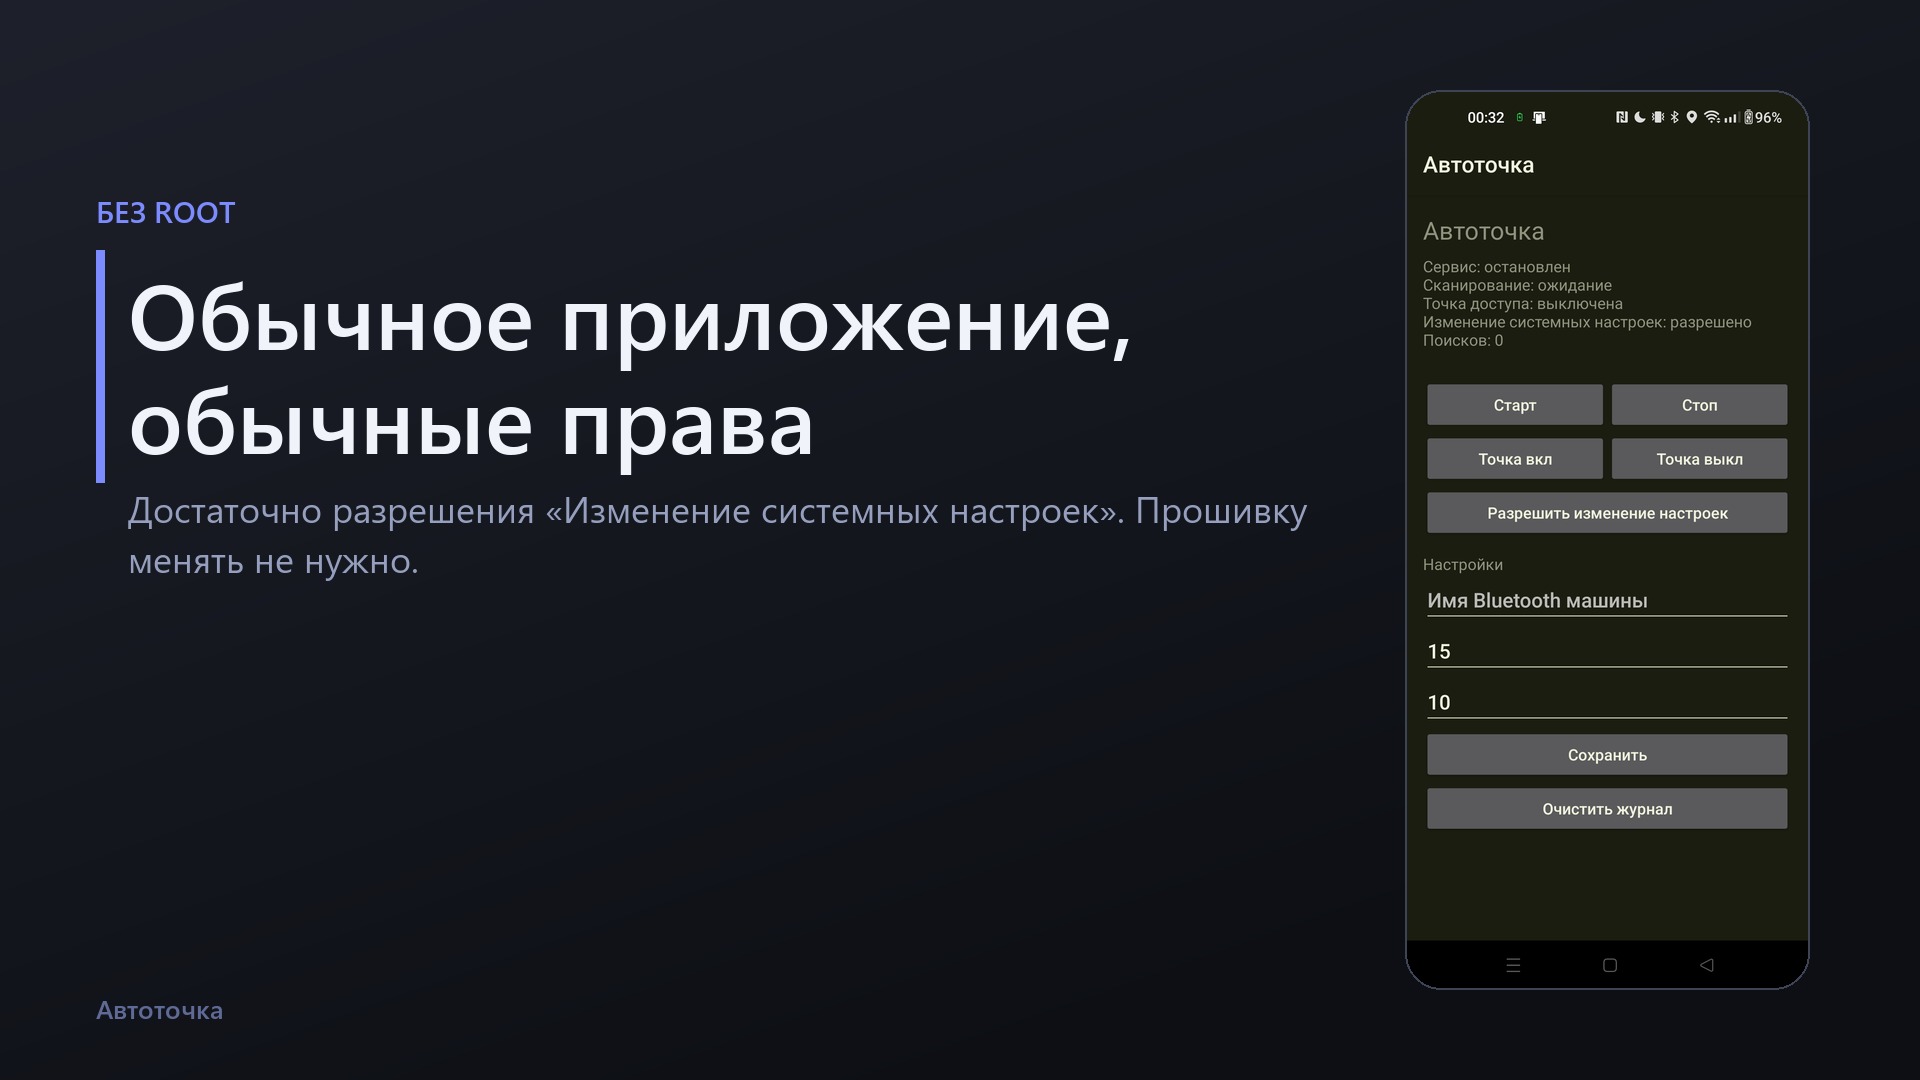 БЕЗ ROOT
Обычное приложение,
обычные права
Достаточно разрешения «Изменение системных настроек». Прошивку
менять не нужно.
Автоточка
00:32
96%
Автоточка
Автоточка
Сервис: остановлен
Сканирование: ожидание
Точка доступа: выключена
Изменение системных настроек: разрешено
Поисков: 0
Старт
Стоп
Точка вкл
Точка выкл
Разрешить изменение настроек
Настройки
Имя Bluetooth машины
15
10
Сохранить
Очистить журнал